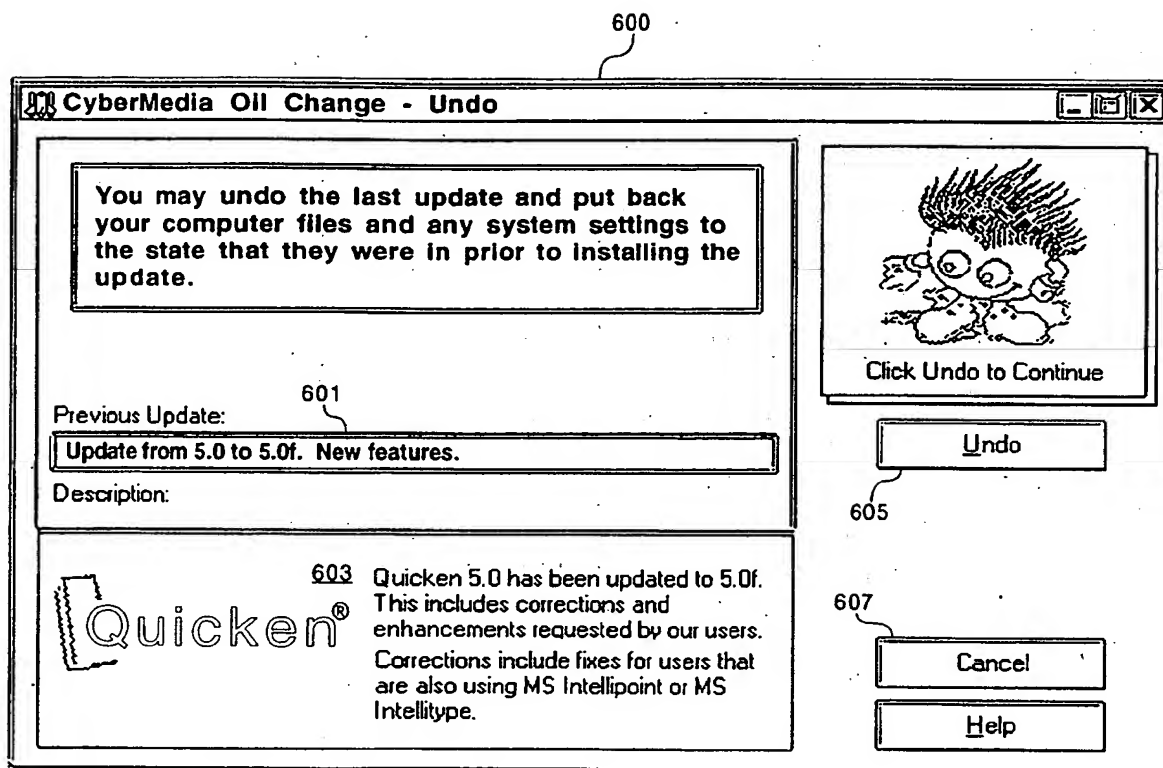 600
CyberMedia Oil Change - Undo
You may undo the last update and put back
your computer files and any system settings to
the state that they were in prior to installing the
update.
Click Undo to Continue
601
Previous Update:
Update from 5.0 to 5.0f. New features.
Undo
Description:
605
603
Quicken®
Quicken 5.0 has been updated to 5.0f.
This includes corrections and
enhancements requested by our users.
Corrections include fixes for users that
are also using MS Intellipoint or MS
Intellitype.
607
Cancel
Help